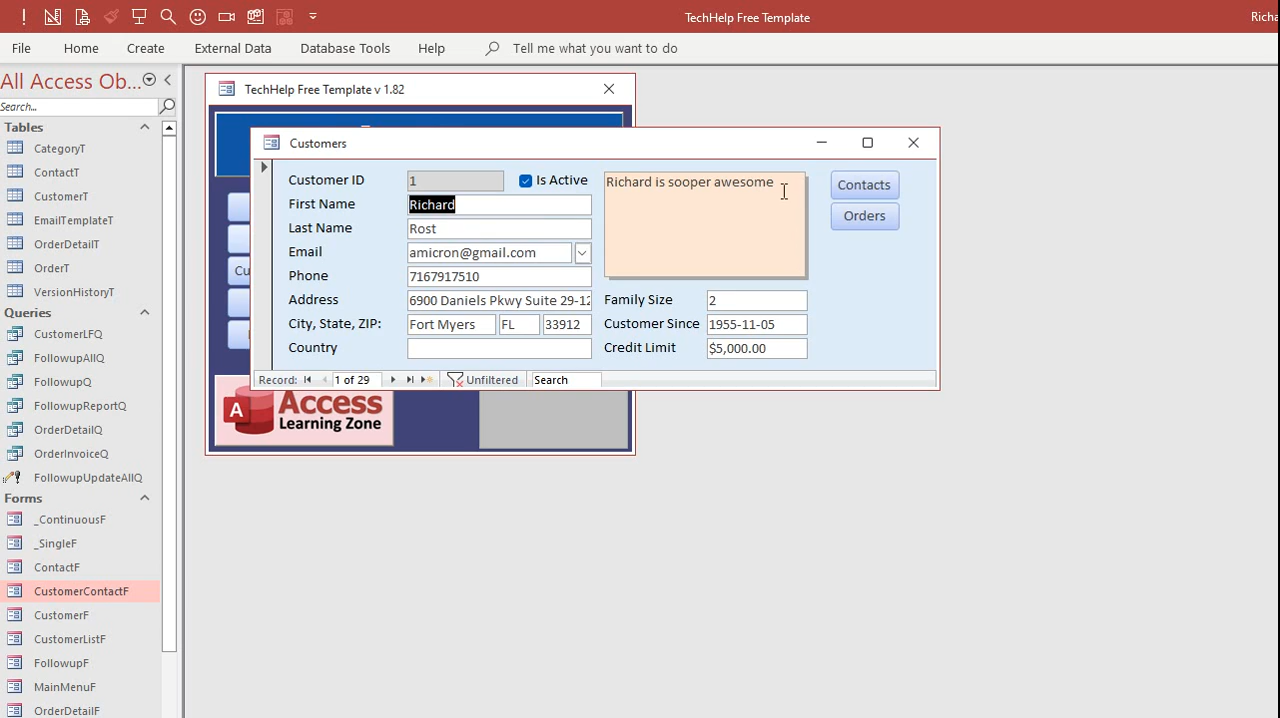 TechHelp Free Template
File Home Create External Data Database Tools Help Tell me what you want to do
All Access Ob...
Search...
Tables
CategoryT
ContactT
CustomerT
EmailTemplateT
OrderDetailT
OrderT
VersionHistoryT
Queries
CustomerLFQ
FollowupAllQ
FollowupQ
FollowupReportQ
OrderDetailQ
OrderInvoiceQ
FollowupUpdateAllQ
Forms
_ContinuousF
_SingleF
ContactF
CustomerContactF
CustomerF
CustomerListF
FollowupF
MainMenuF
OrderDetailF
TechHelp Free Template v 1.82
Customers
Customer ID 1 Is Active
First Name Richard
Last Name Rost
Email amicron@gmail.com
Phone 7167917510
Address 6900 Daniels Pkwy Suite 29-12
City, State, ZIP: Fort Myers FL 33912
Country
Richard is sooper awesome
Family Size 2
Customer Since 1955-11-05
Credit Limit $5,000.00
Contacts
Orders
Record: 1 of 29 Unfiltered Search
A Access
Learning Zone